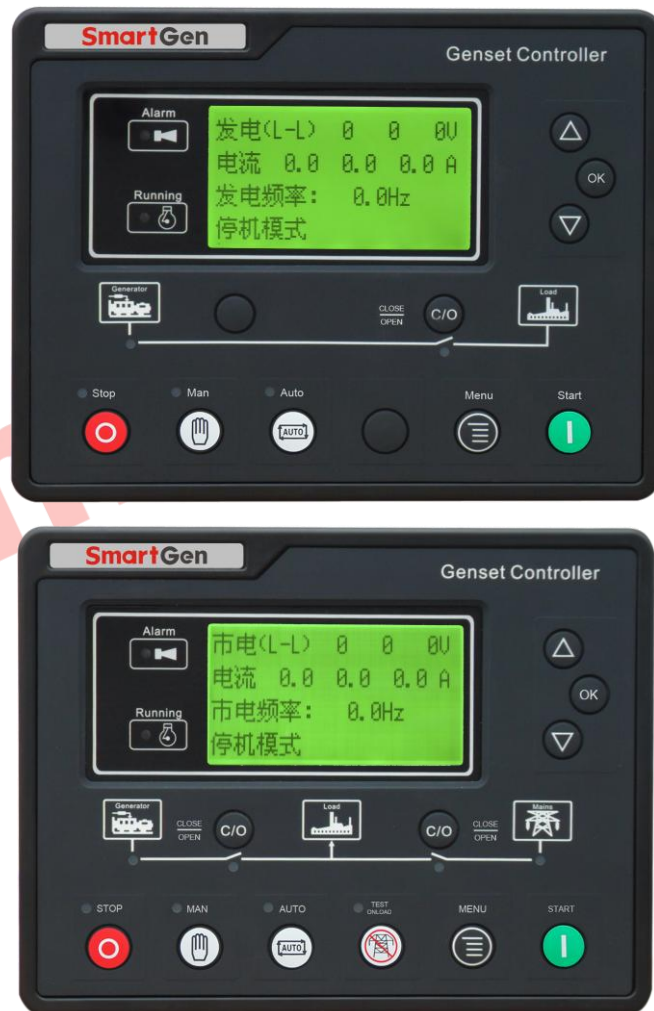 SmartGen
Genset Controller
Alarm
发电(L-L) 0 0 0V
电流 0.0 0.0 0.0 A
Running
发电频率: 0.0Hz
停机模式
OK
Generator
CLOSE
OPEN
C/O
Load
Stop
Man
Auto
Menu
Start
AUTO
SmartGen
Genset Controller
Alarm
市电(L-L) 0 0 0V
电流 0.0 0.0 0.0 A
Running
市电频率: 0.0Hz
停机模式
OK
Generator
CLOSE
OPEN
C/O
Load
C/O
CLOSE
OPEN
Mains
STOP
MAN
AUTO
TEST
ONLOAD
MENU
START
AUTO